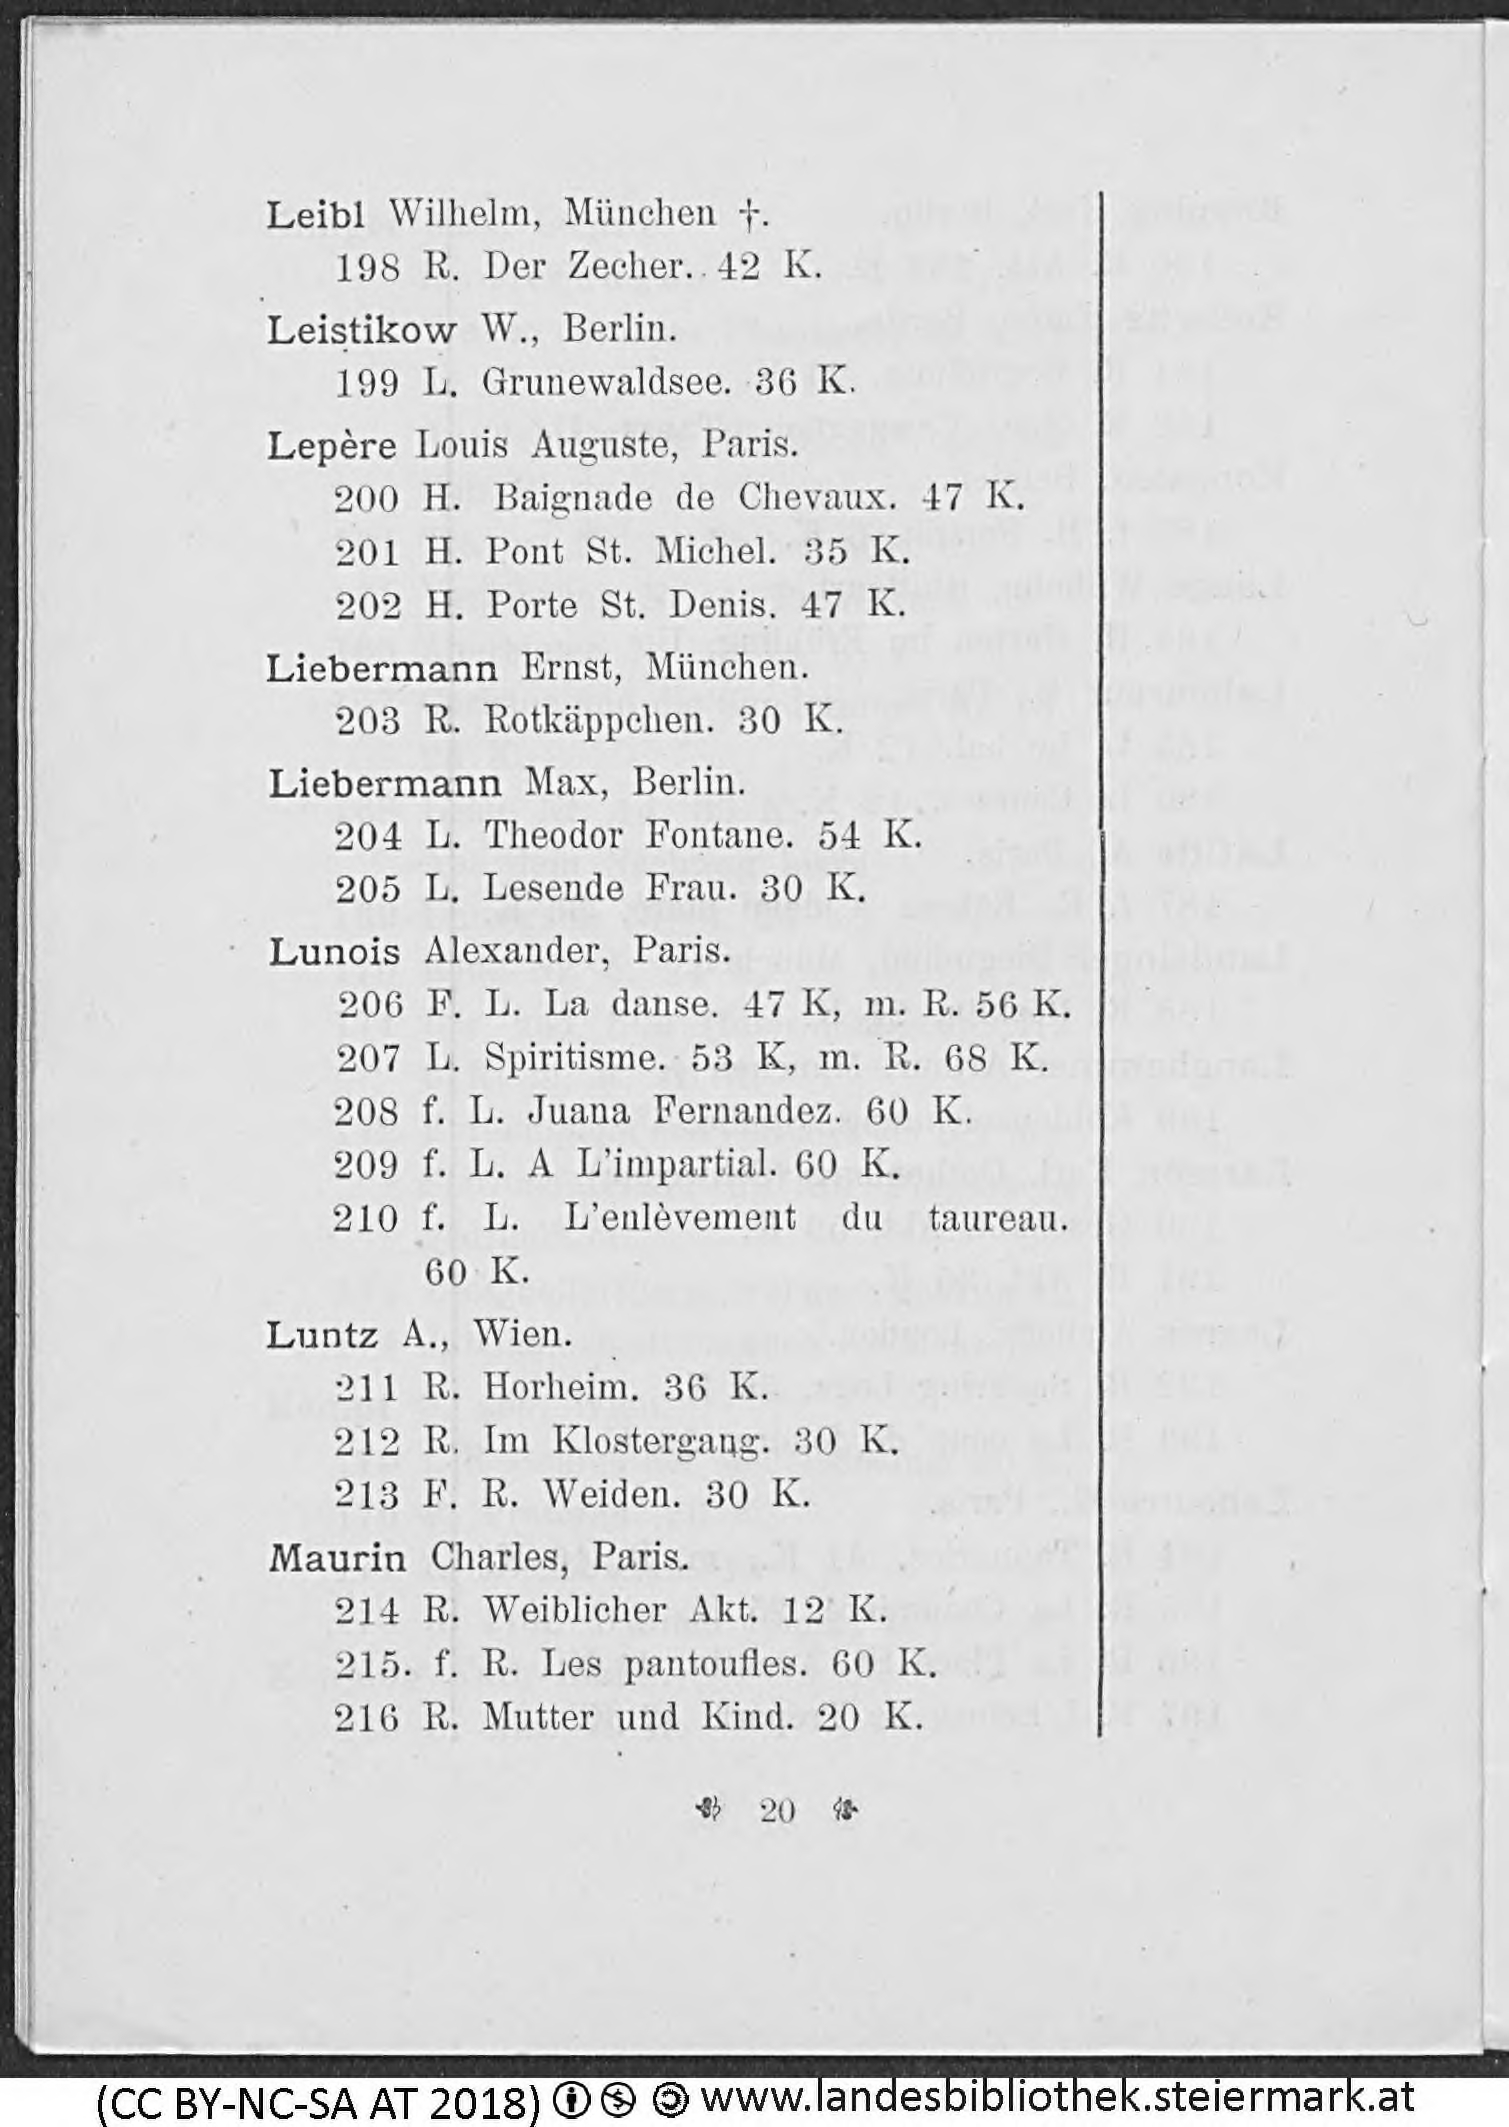 Leibl Wilhelm, München †.
198 R. Der Zecher. 42 K.
Leistikow W., Berlin.
199 L. Grunewaldsee. 36 K.
Lepère Louis Auguste, Paris.
200 H. Baignade de Chevaux. 47 K.
201 H. Pont St. Michel. 35 K.
202 H. Porte St. Denis. 47 K.
Liebermann Ernst, München.
203 R. Rotkäppchen. 30 K.
Liebermann Max, Berlin.
204 L. Theodor Fontane. 54 K.
205 L. Lesende Frau. 30 K.
Lunois Alexander, Paris.
206 F. L. La danse. 47 K, m. R. 56 K.
207 L. Spiritisme. 53 K, m. R. 68 K.
208 f. L. Juana Fernandez. 60 K.
209 f. L. A L'impartial. 60 K.
210 f. L. L'enlèvement du taureau.
60 K.
Luntz A., Wien.
211 R. Horheim. 36 K.
212 R. Im Klostergang. 30 K.
213 F. R. Weiden. 30 K.
Maurin Charles, Paris.
214 R. Weiblicher Akt. 12 K.
215. f. R. Les pantoufles. 60 K.
216 R. Mutter und Kind. 20 K.
20
(CC BY-NC-SA AT 2018) www.landesbibliothek.steiermark.at